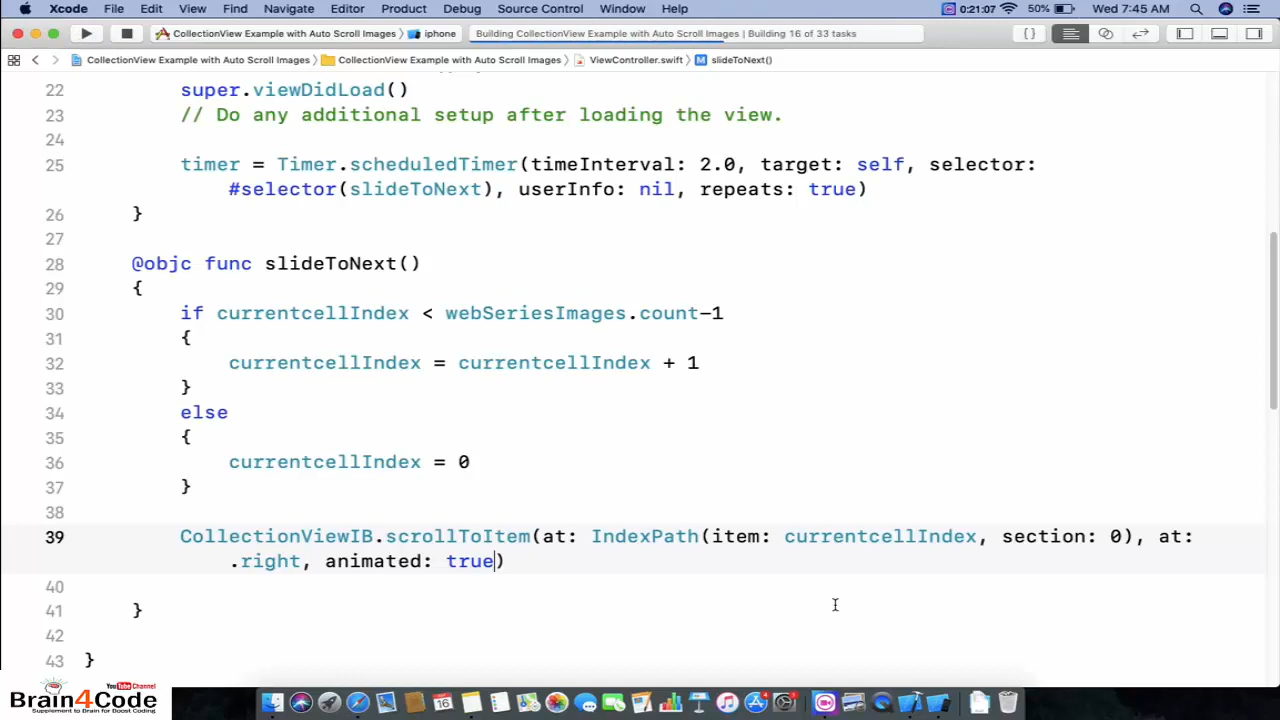 Xcode File Edit View Find Navigate Editor Product Debug Source Control Window Help 0:21:07 50% Wed 7:45 AM
CollectionView Example with Auto Scroll Images iphone Building CollectionView Example with Auto Scroll Images | Building 16 of 33 tasks
CollectionView Example with Auto Scroll Images CollectionView Example with Auto Scroll Images ViewController.swift M slideToNext()
22 super.viewDidLoad()
23 // Do any additional setup after loading the view.
24
25 timer = Timer.scheduledTimer(timeInterval: 2.0, target: self, selector:
#selector(slideToNext), userInfo: nil, repeats: true)
26 }
27
28 @objc func slideToNext()
29 {
30 if currentcellIndex < webSeriesImages.count-1
31 {
32 currentcellIndex = currentcellIndex + 1
33 }
34 else
35 {
36 currentcellIndex = 0
37 }
38
39 CollectionViewIB.scrollToItem(at: IndexPath(item: currentcellIndex, section: 0), at:
.right, animated: true)
40
41 }
42
43 }
Brain4Code
YouTube Channel
Supplement to Brain for Boost Coding